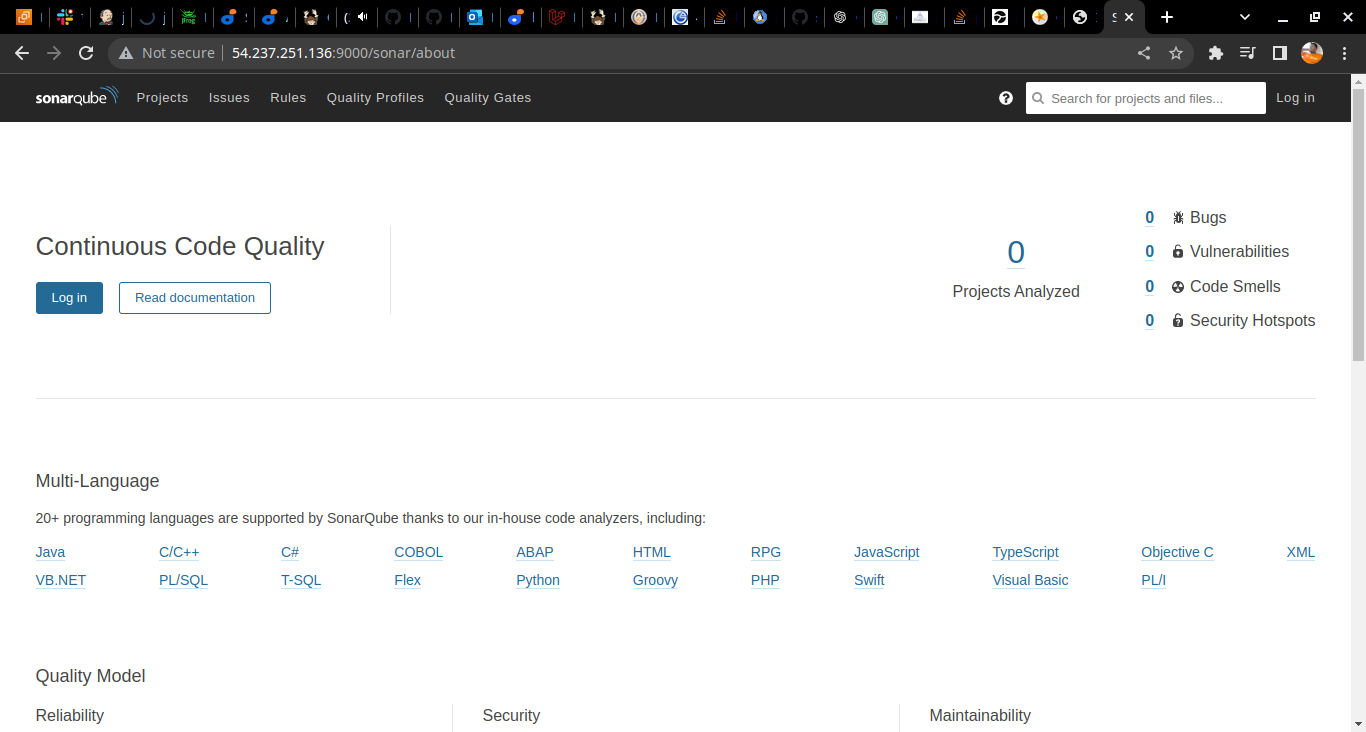 Not secure 54.237.251.136:9000/sonar/about
sonarqube Projects Issues Rules Quality Profiles Quality Gates Search for projects and files... Log in
Continuous Code Quality
Log in Read documentation
0
Projects Analyzed
0 Bugs
0 Vulnerabilities
0 Code Smells
0 Security Hotspots
Multi-Language
20+ programming languages are supported by SonarQube thanks to our in-house code analyzers, including:
Java C/C++ C# COBOL ABAP HTML RPG JavaScript TypeScript Objective C XML
VB.NET PL/SQL T-SQL Flex Python Groovy PHP Swift Visual Basic PL/I
Quality Model
Reliability Security Maintainability